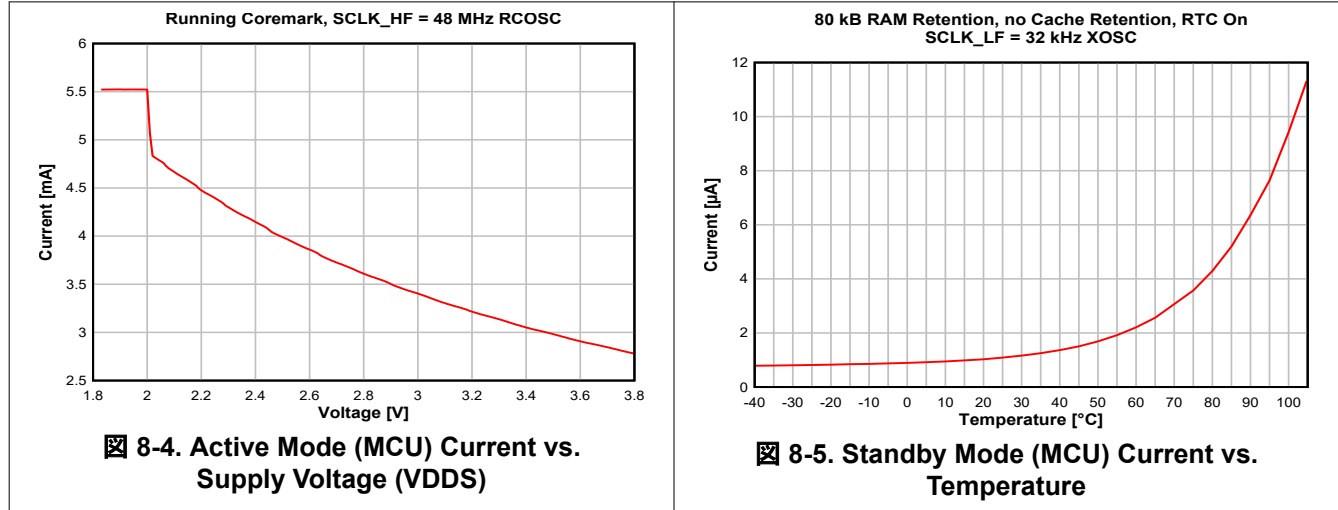 Running Coremark, SCLK_HF = 48 MHz RCOSC
6
5.5
5
4.5
4
3.5
3
2.5
Current [mA]
1.8 2 2.2 2.4 2.6 2.8 3 3.2 3.4 3.6 3.8
Voltage [V]
図 8-4. Active Mode (MCU) Current vs.
Supply Voltage (VDDS)
80 kB RAM Retention, no Cache Retention, RTC On
SCLK_LF = 32 kHz XOSC
12
10
8
6
4
2
0
Current [µA]
-40 -30 -20 -10 0 10 20 30 40 50 60 70 80 90 100
Temperature [°C]
図 8-5. Standby Mode (MCU) Current vs.
Temperature